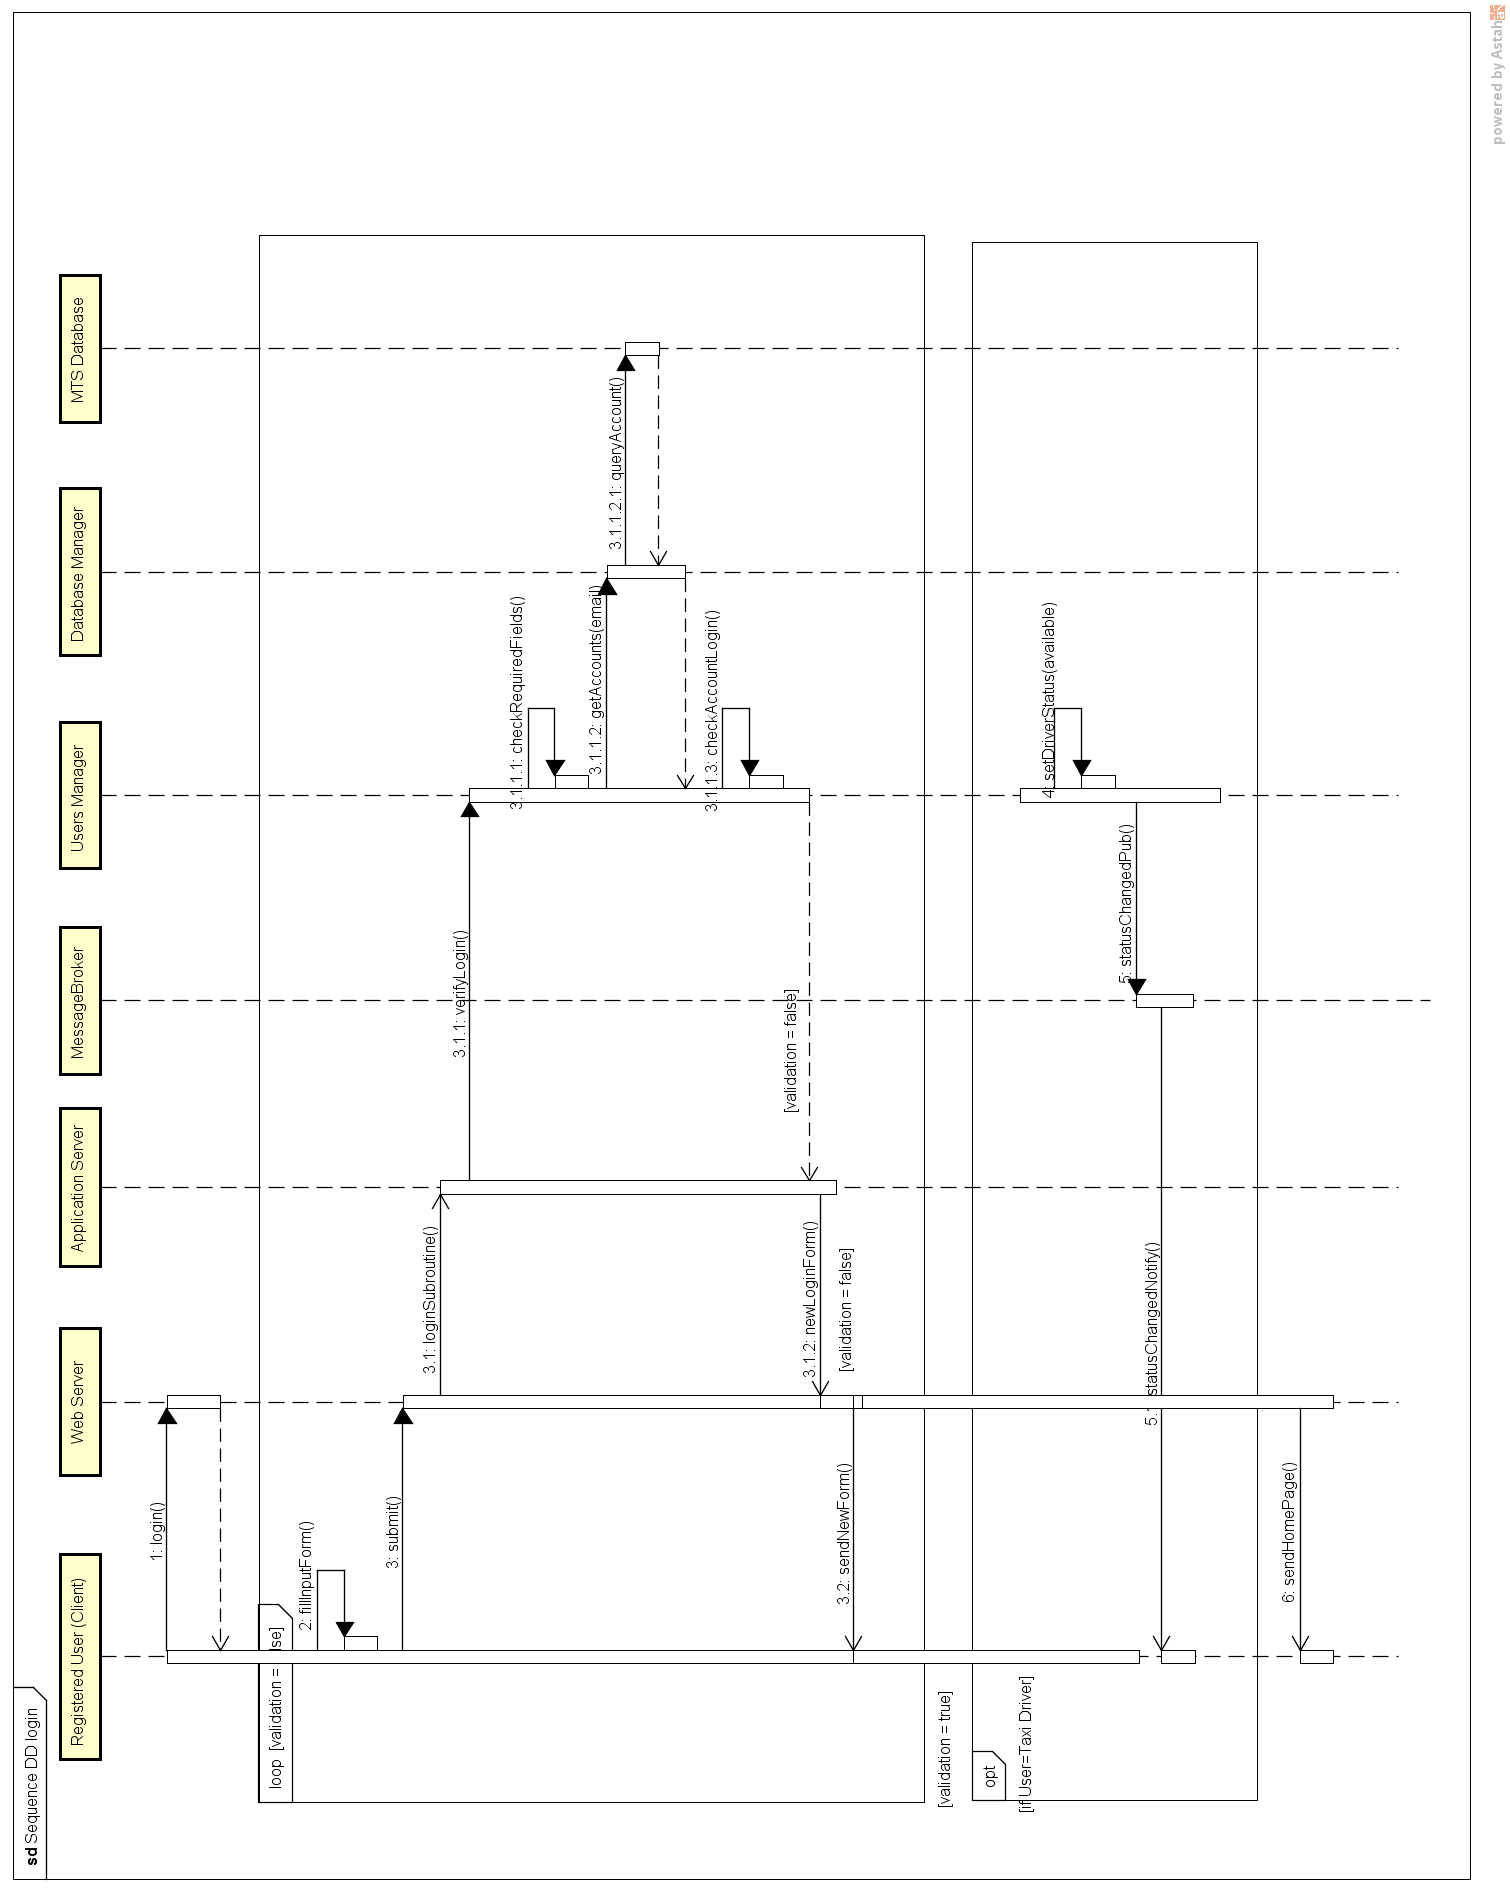 sd Sequence DD login
Registered User (Client)
Web Server
Application Server
MessageBroker
Users Manager
Database Manager
MTS Database
1: login()
loop [validation = lse]
2: fillInputForm()
3: submit()
3.1: loginSubroutine()
3.1.1: verifyLogin()
3.1.1.1: checkRequiredFields()
3.1.1.2: getAccounts(email)
3.1.1.2.1: queryAccount()
3.1.1.3: checkAccountLogin()
[validation = false]
3.1.2: newLoginForm()
[validation = false]
3.2: sendNewForm()
[validation = true]
opt
[if User=Taxi Driver]
4: setDriverStatus(available)
5: statusChangedPub()
statusChangedNotify()
6: sendHomePage()
powered by Astah